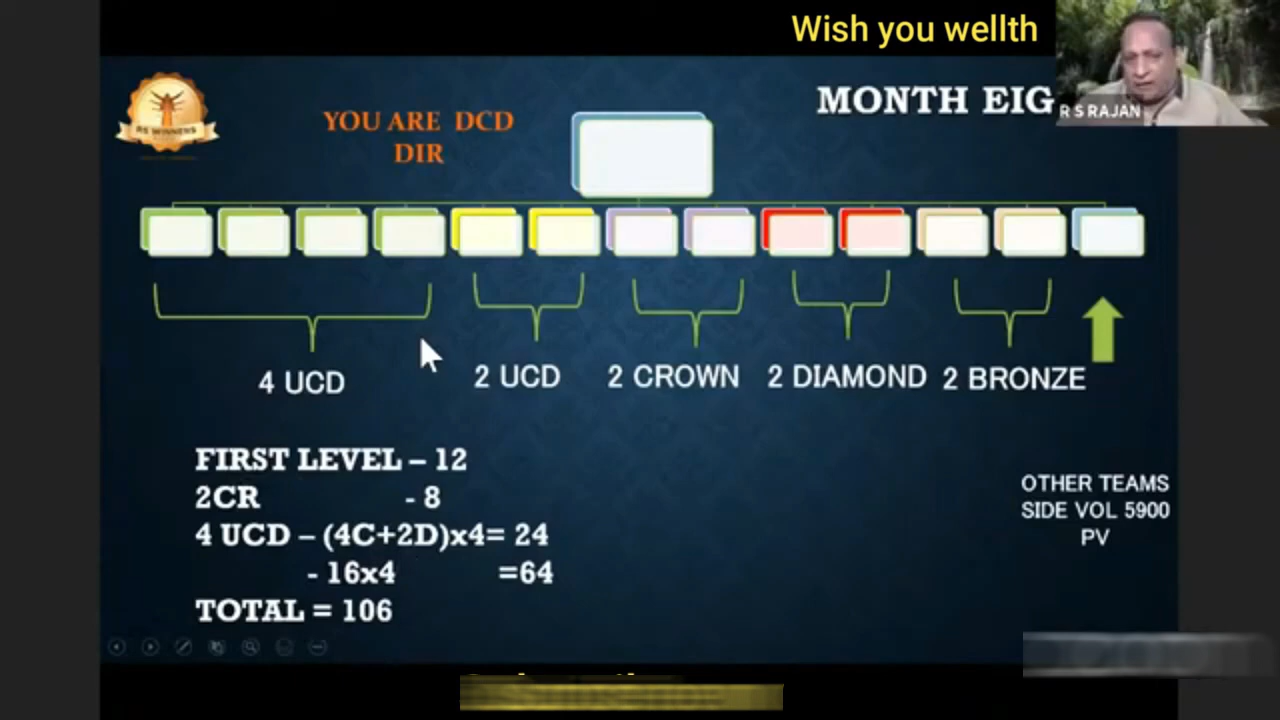 Wish you wellth
MONTH EIG
R S RAJAN
RS WINNERS
YOU ARE DCD
DIR
4 UCD
2 UCD
2 CROWN
2 DIAMOND
2 BRONZE
FIRST LEVEL – 12
2CR - 8
4 UCD – (4C+2D)x4= 24
- 16x4 =64
TOTAL = 106
OTHER TEAMS
SIDE VOL 5900
PV